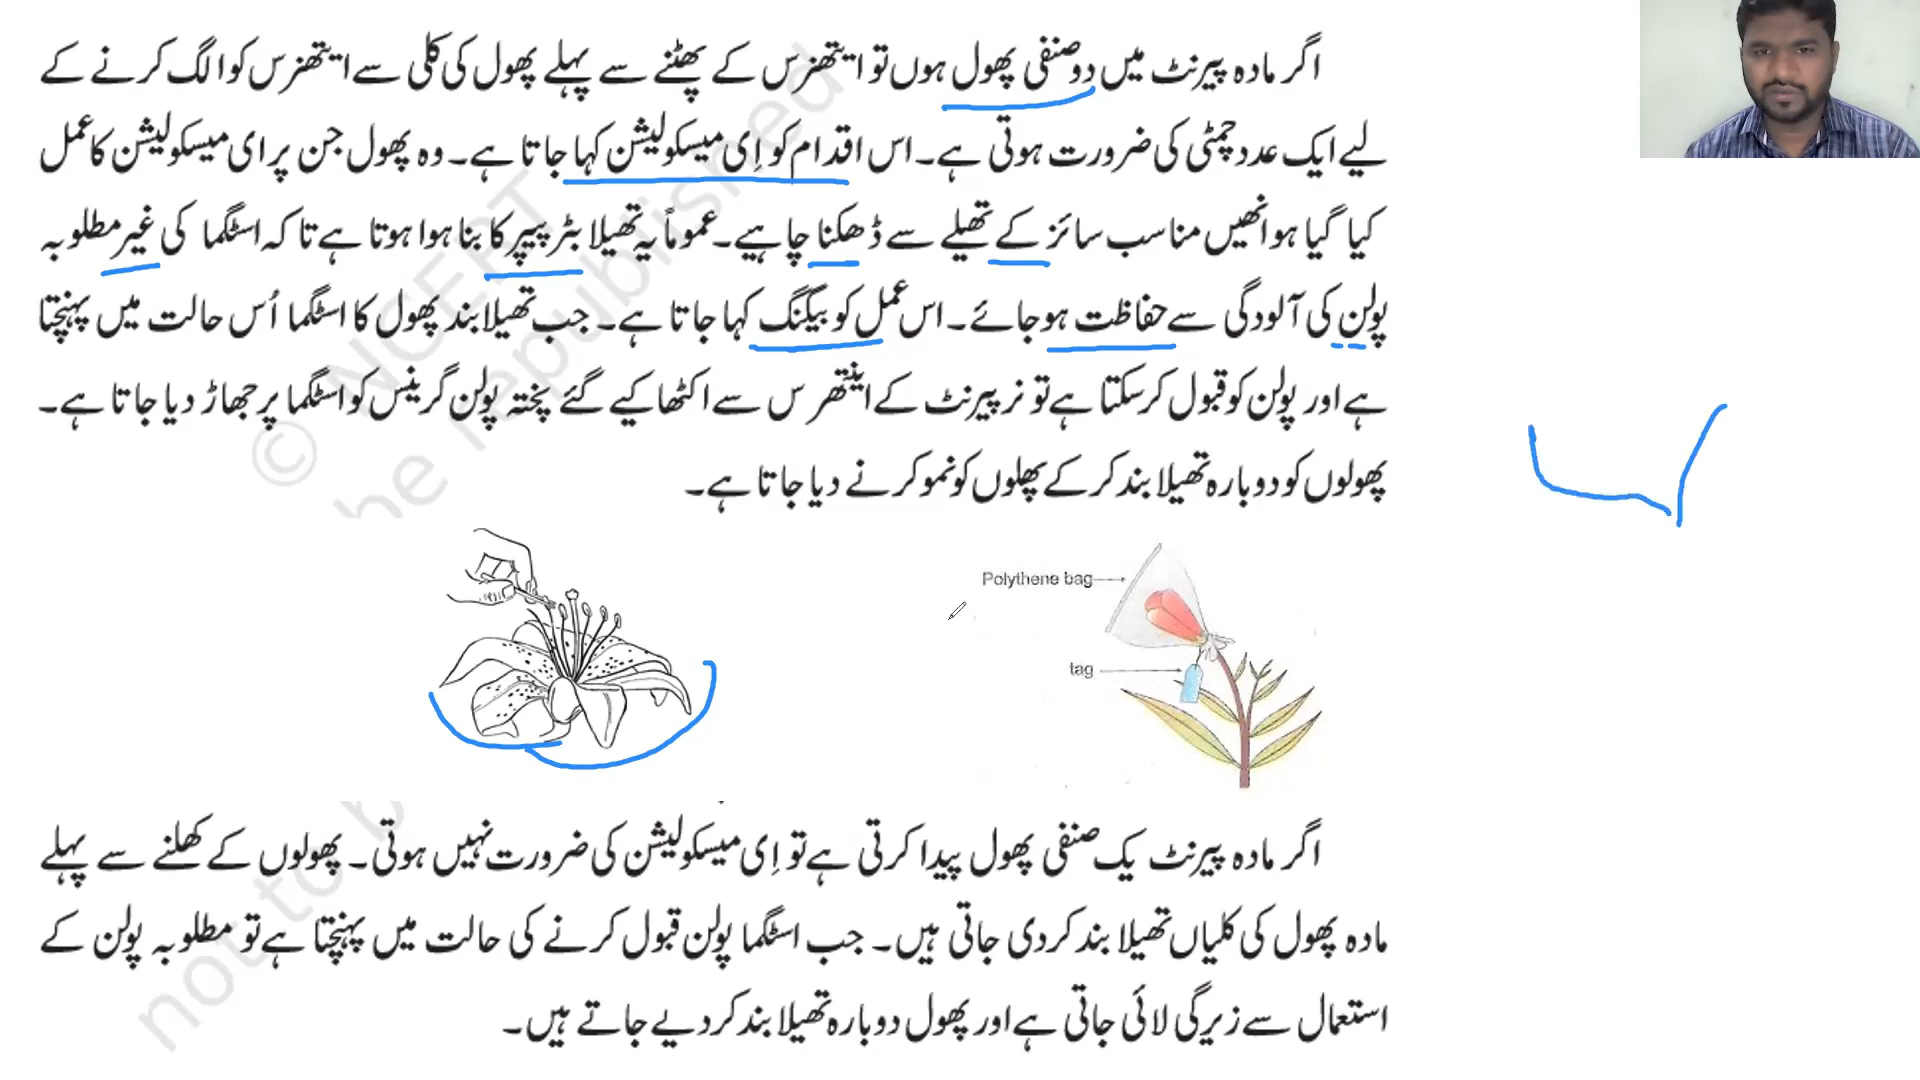 اگر مادہ پیرنٹ میں دو صنفی پھول ہوں تو اینتھرس کے پھٹنے سے پہلے پھول کی کلی سے اینتھرس کو الگ کرنے کے
لیے ایک عدد چمٹی کی ضرورت ہوتی ہے۔ اس اقدام کو اِی میسکولیشن کہا جاتا ہے۔ وہ پھول جن پر ای میسکولیشن کا عمل
کیا گیا ہو انھیں مناسب سائز کے تھیلے سے ڈھکنا چاہیے۔ عموماً یہ تھیلا بٹر پیپر کا بنا ہوا ہوتا ہے تاکہ اسٹگما کی غیر مطلوبہ
پولن کی آلودگی سے حفاظت ہو جائے۔ اس عمل کو بیگنگ کہا جاتا ہے۔ جب تھیلا بند پھول کا اسٹگما اُس حالت میں پہنچتا
ہے اور پولن کو قبول کر سکتا ہے تو نر پیرنٹ کے اینتھرس سے اکٹھا کیے گئے پختہ پولن گرینس کو اسٹگما پر جھاڑ دیا جاتا ہے۔
پھولوں کو دوبارہ تھیلا بند کر کے پھلوں کو نمو کرنے دیا جاتا ہے۔
Polythene bag
tag
اگر مادہ پیرنٹ یک صنفی پھول پیدا کرتی ہے تو اِی میسکولیشن کی ضرورت نہیں ہوتی۔ پھولوں کے کھلنے سے پہلے
مادہ پھول کی کلیاں تھیلا بند کر دی جاتی ہیں۔ جب اسٹگما پولن قبول کرنے کی حالت میں پہنچتا ہے تو مطلوبہ پولن کے
استعمال سے زیرگی لائی جاتی ہے اور پھول دوبارہ تھیلا بند کر دیے جاتے ہیں۔
© NCERT
be republished
not to